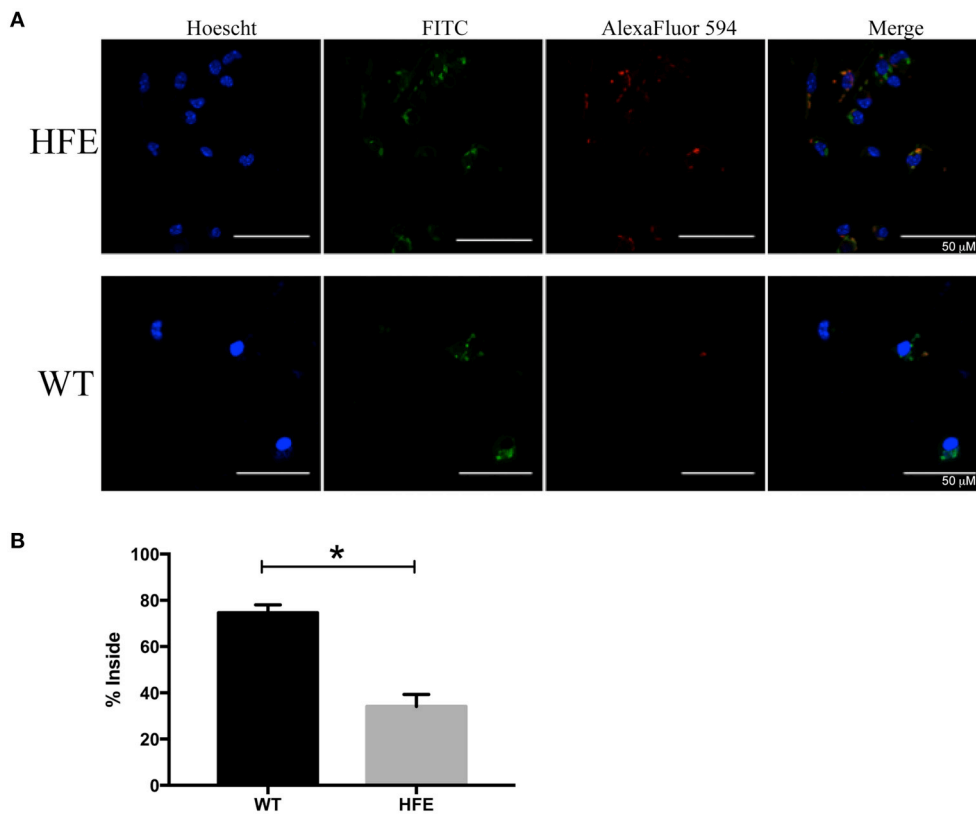 A
Hoescht FITC AlexaFluor 594 Merge
HFE
50 µM
WT
50 µM
B
*
100
80
60
40
20
0
% Inside
WT HFE